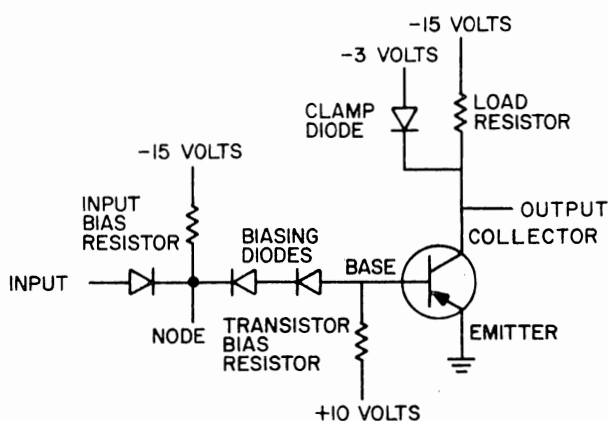 -15 VOLTS
-3 VOLTS
CLAMP
DIODE
LOAD
RESISTOR
-15 VOLTS
INPUT
BIAS
RESISTOR
BIASING
DIODES
OUTPUT
COLLECTOR
INPUT
BASE
NODE
TRANSISTOR
BIAS
RESISTOR
EMITTER
+10 VOLTS